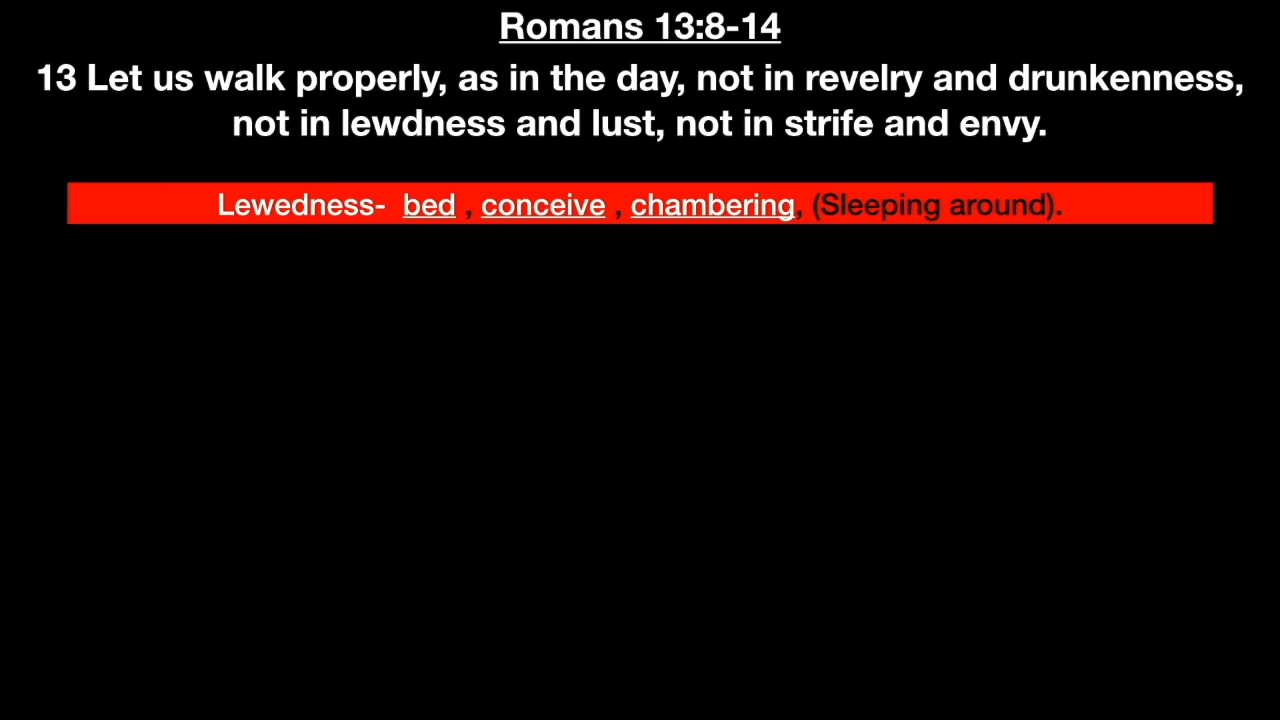 Romans 13:8-14
13 Let us walk properly, as in the day, not in revelry and drunkenness,
not in lewdness and lust, not in strife and envy.
Lewedness- bed , conceive , chambering, (Sleeping around).